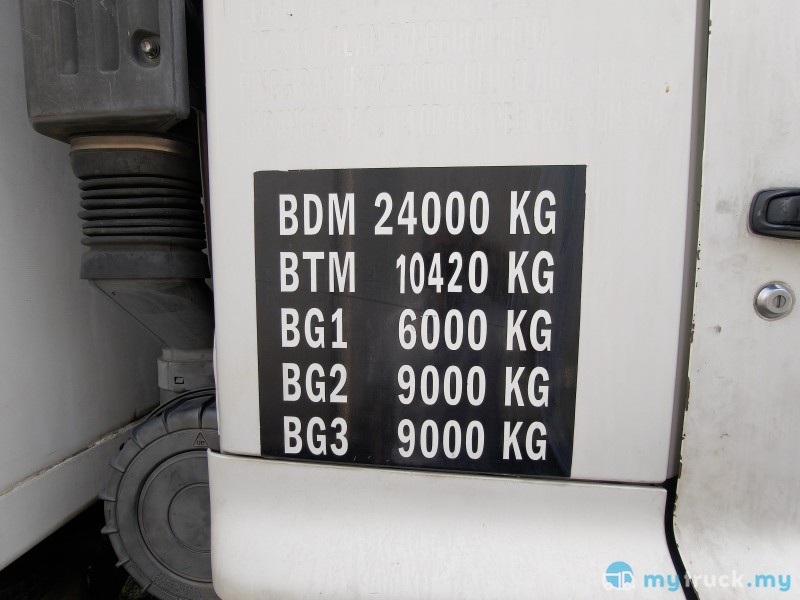 BDM 24000 KG
BTM 10420 KG
BG1 6000 KG
BG2 9000 KG
BG3 9000 KG
mytruck.my